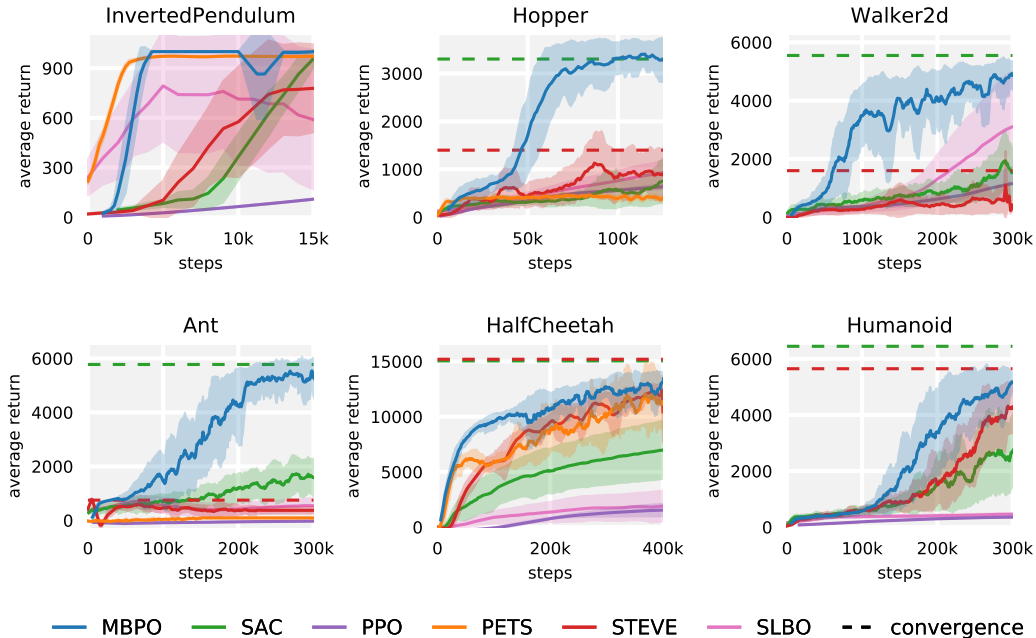 InvertedPendulum
Hopper
Walker2d
average return
900
600
300
0
0
5k
10k
15k
steps
average return
3000
2000
1000
0
0
50k
100k
steps
average return
6000
4000
2000
0
0
100k
200k
300k
steps
Ant
HalfCheetah
Humanoid
average return
6000
4000
2000
0
0
100k
200k
300k
steps
average return
15000
10000
5000
0
0
200k
400k
steps
average return
6000
4000
2000
0
0
100k
200k
300k
steps
MBPO SAC PPO PETS STEVE SLBO convergence